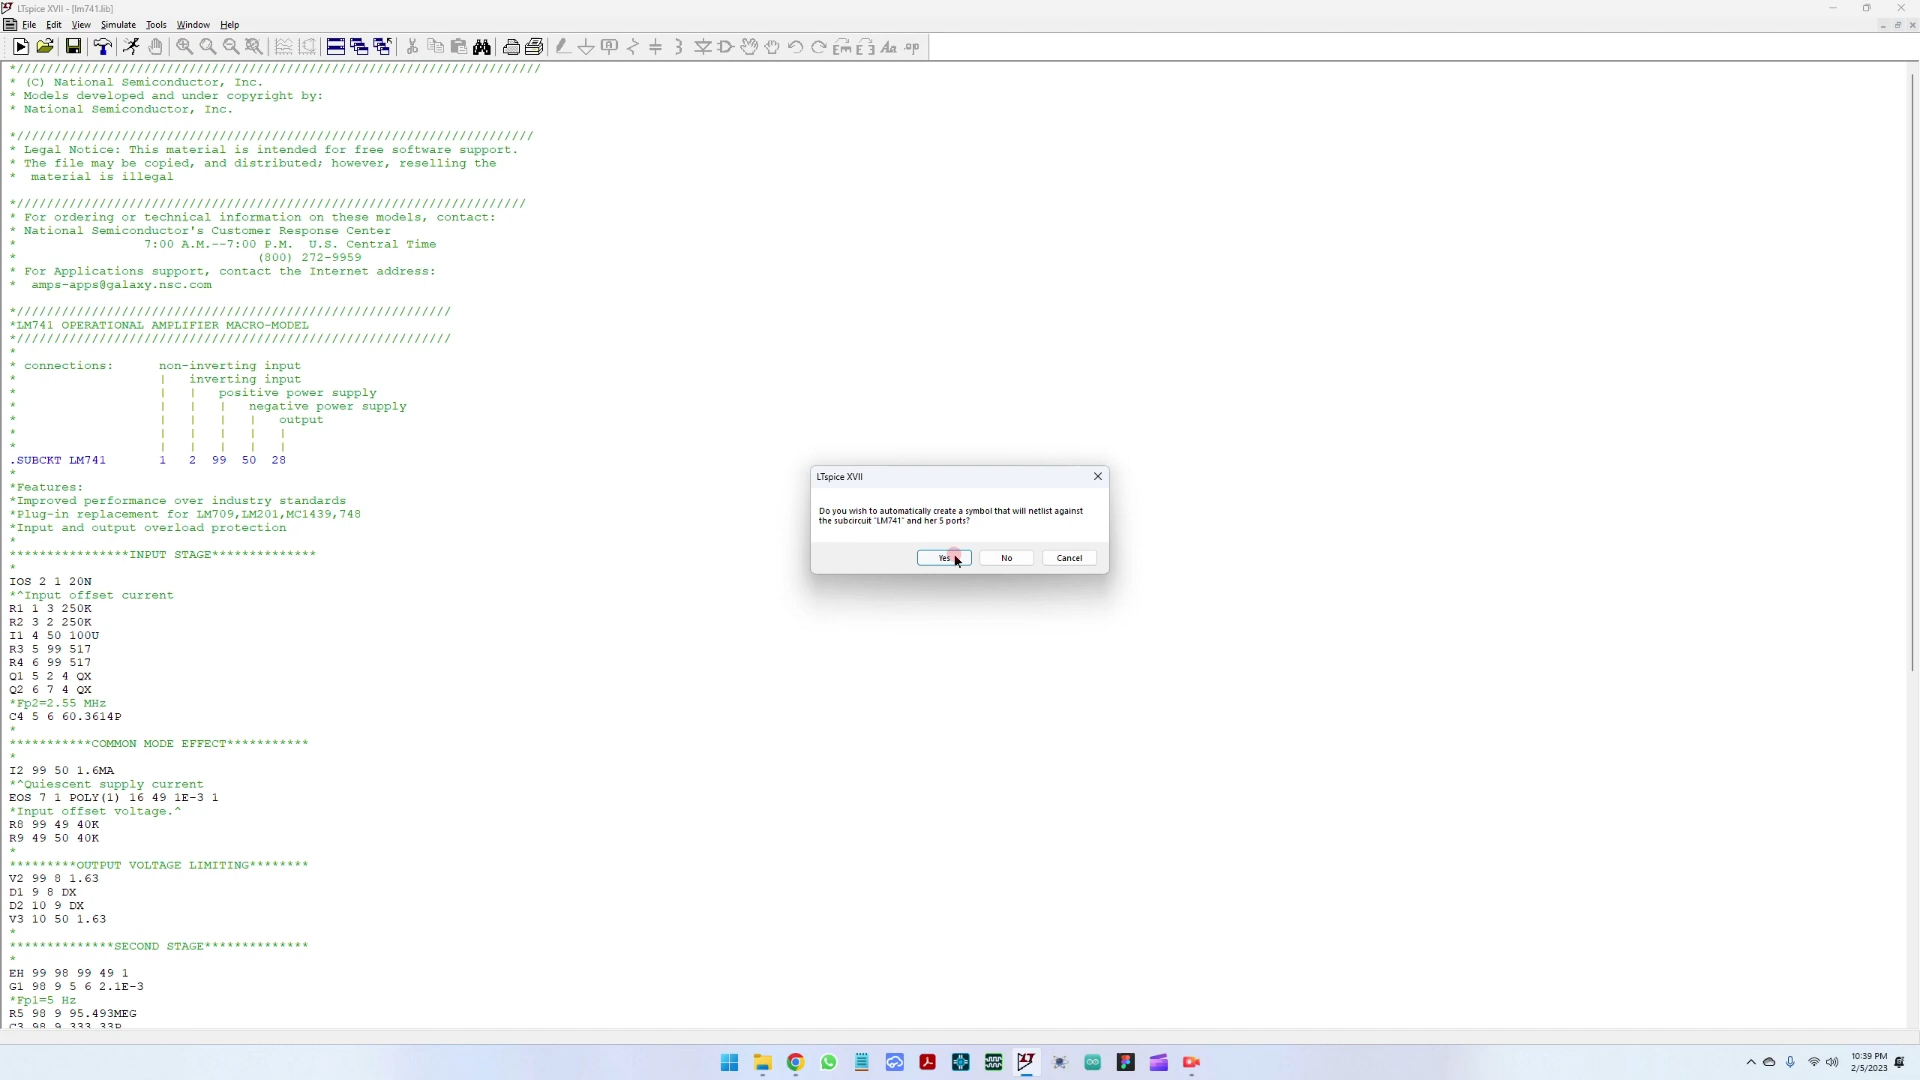 LTspice XVII - [lm741.lib]
File Edit View Simulate Tools Window Help
*//////////////////////////////////////////////////////////////////////
* (C) National Semiconductor, Inc.
* Models developed and under copyright by:
* National Semiconductor, Inc.
*/////////////////////////////////////////////////////////////////////
* Legal Notice: This material is intended for free software support.
* The file may be copied, and distributed; however, reselling the
*  material is illegal
*////////////////////////////////////////////////////////////////////
* For ordering or technical information on these models, contact:
* National Semiconductor's Customer Response Center
*                 7:00 A.M.--7:00 P.M.  U.S. Central Time
*                                (800) 272-9959
* For Applications support, contact the Internet address:
*  amps-apps@galaxy.nsc.com
*//////////////////////////////////////////////////////////
*LM741 OPERATIONAL AMPLIFIER MACRO-MODEL
*//////////////////////////////////////////////////////////
*
* connections:      non-inverting input
*                   |   inverting input
*                   |   |   positive power supply
*                   |   |   |   negative power supply
*                   |   |   |   |   output
*                   |   |   |   |   |
*                   |   |   |   |   |
.SUBCKT LM741       1   2  99  50  28
*
*Features:
*Improved performance over industry standards
*Plug-in replacement for LM709,LM201,MC1439,748
*Input and output overload protection
*
****************INPUT STAGE**************
*
IOS 2 1 20N
*^Input offset current
R1 1 3 250K
R2 3 2 250K
I1 4 50 100U
R3 5 99 517
R4 6 99 517
Q1 5 2 4 QX
Q2 6 7 4 QX
*Fp2=2.55 MHz
C4 5 6 60.3614P
*
***********COMMON MODE EFFECT***********
*
I2 99 50 1.6MA
*^Quiescent supply current
EOS 7 1 POLY(1) 16 49 1E-3 1
*Input offset voltage.^
R8 99 49 40K
R9 49 50 40K
*
*********OUTPUT VOLTAGE LIMITING********
V2 99 8 1.63
D1 9 8 DX
D2 10 9 DX
V3 10 50 1.63
*
**************SECOND STAGE**************
*
EH 99 98 99 49 1
G1 98 9 5 6 2.1E-3
*Fp1=5 Hz
R5 98 9 95.493MEG
C3 98 9 333.33P
LTspice XVII
Do you wish to automatically create a symbol that will netlist against
the subcircuit "LM741" and her 5 ports?
Yes No Cancel
10:39 PM
2/5/2023